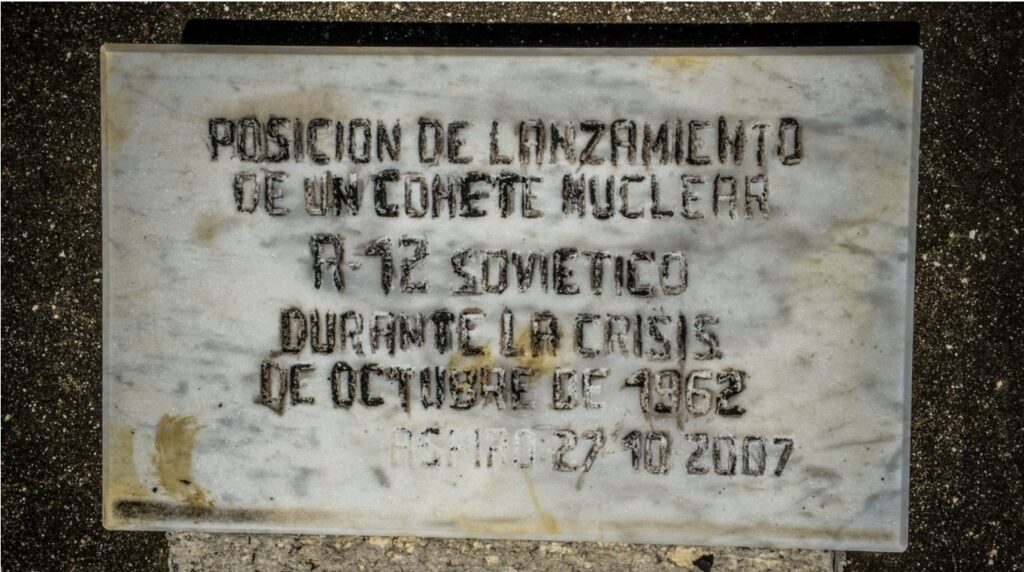 POSICION DE LANZAMIENTO
DE UN COHETE NUCLEAR
R-12 SOVIETICO
DURANTE LA CRISIS
DE OCTUBRE DE 1962
27 10 2007